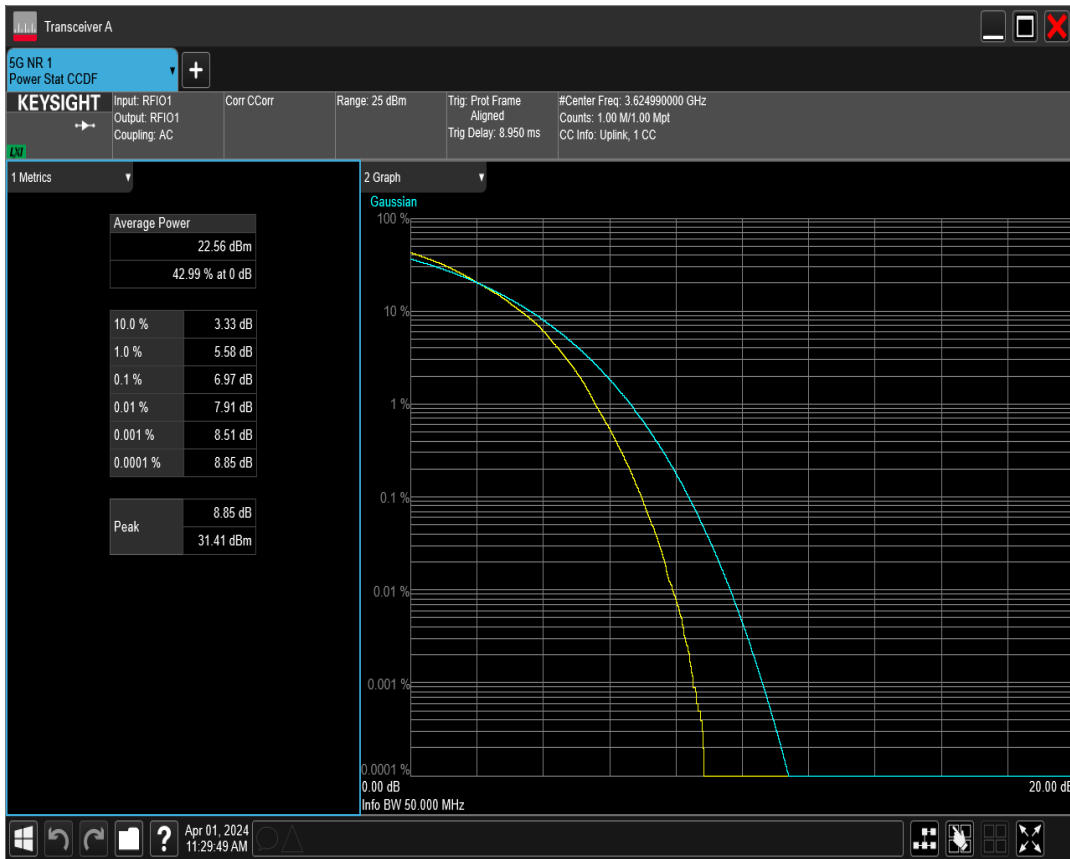 Transceiver A
5G NR 1
Power Stat CCDF
KEYSIGHT
LXI
Input: RFIO1
Output: RFIO1
Coupling: AC
Corr CCorr
Range: 25 dBm
Trig: Prot Frame
Aligned
Trig Delay: 8.950 ms
#Center Freq: 3.624990000 GHz
Counts: 1.00 M/1.00 Mpt
CC Info: Uplink, 1 CC
1 Metrics
Average Power
22.56 dBm
42.99 % at 0 dB
10.0 % 3.33 dB
1.0 % 5.58 dB
0.1 % 6.97 dB
0.01 % 7.91 dB
0.001 % 8.51 dB
0.0001 % 8.85 dB
Peak
8.85 dB
31.41 dBm
2 Graph
Gaussian
100 %
10 %
1 %
0.1 %
0.01 %
0.001 %
0.0001 %
0.00 dB 20.00 dB
Info BW 50.000 MHz
? Apr 01, 2024
11:29:49 AM